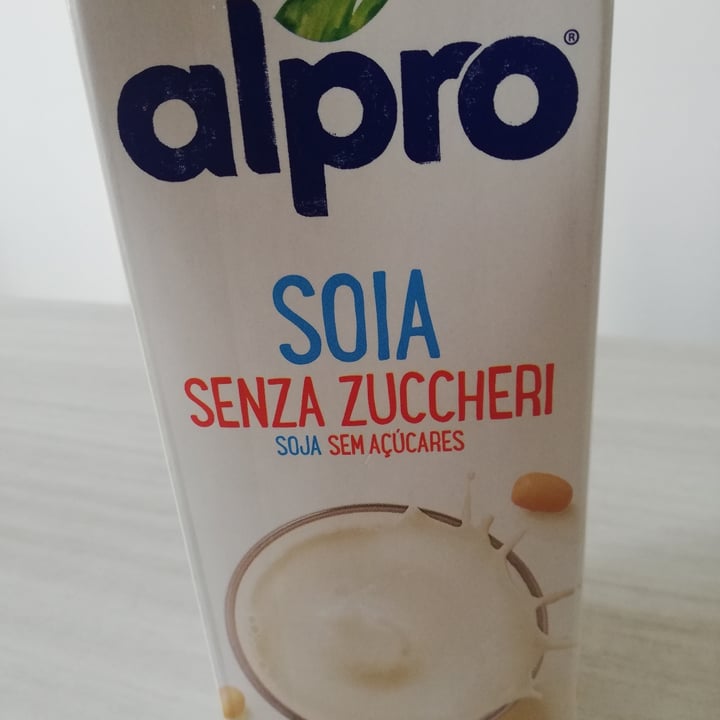 alpro®
SOIA
SENZA ZUCCHERI
SOJA SEM AÇÚCARES